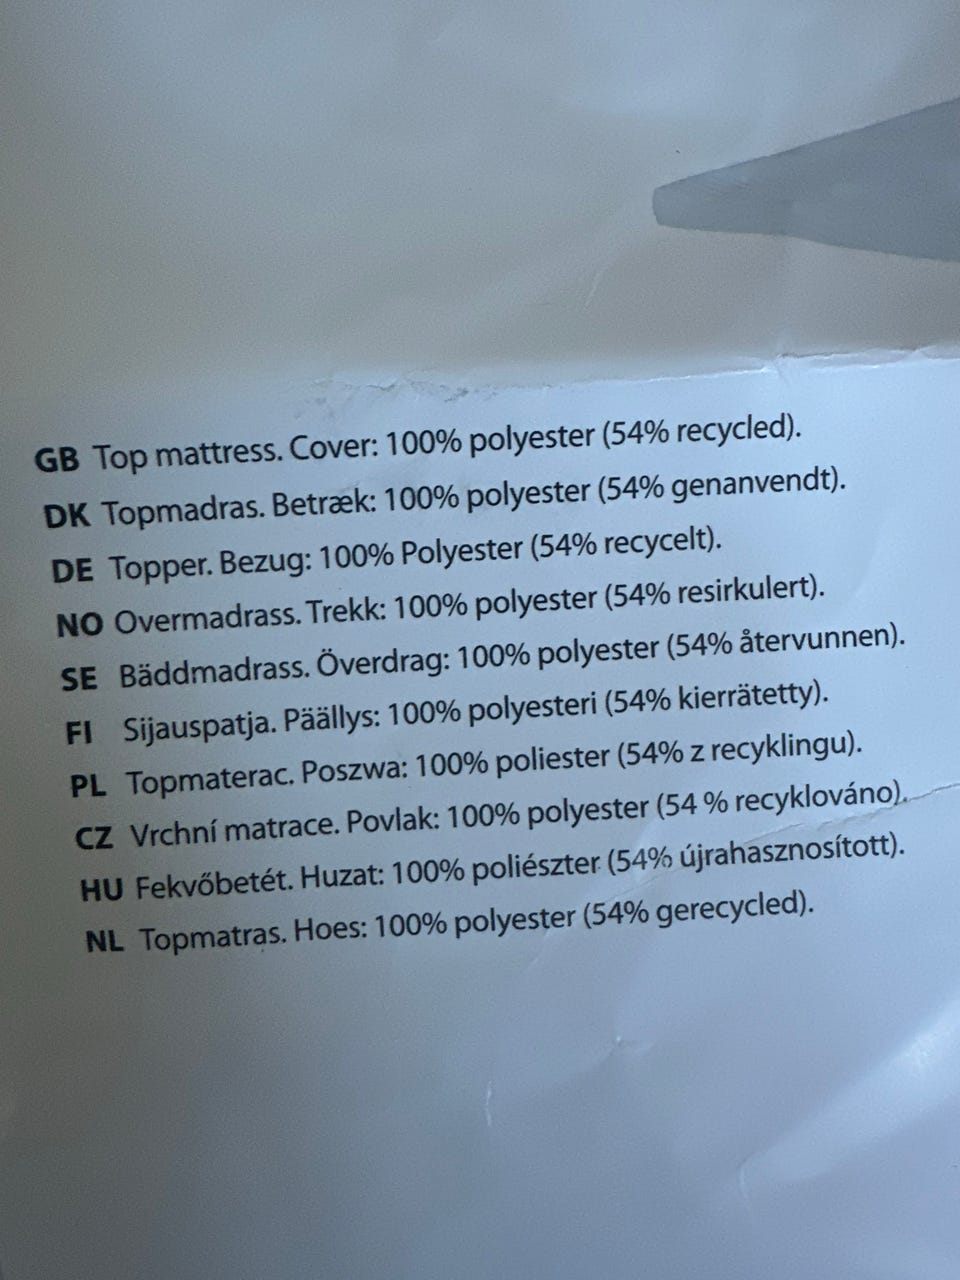 GB Top mattress. Cover: 100% polyester (54% recycled).
DK Topmadras. Betræk: 100% polyester (54% genanvendt).
DE Topper. Bezug: 100% Polyester (54% recycelt).
NO Overmadrass. Trekk: 100% polyester (54% resirkulert).
SE Bäddmadrass. Överdrag: 100% polyester (54% återvunnen).
FI Sijauspatja. Päällys: 100% polyesteri (54% kierrätetty).
PL Topmaterac. Poszwa: 100% poliester (54% z recyklingu).
CZ Vrchní matrace. Povlak: 100% polyester (54 % recyklováno).
HU Fekvőbetét. Huzat: 100% poliészter (54% újrahasznosított).
NL Topmatras. Hoes: 100% polyester (54% gerecycled).